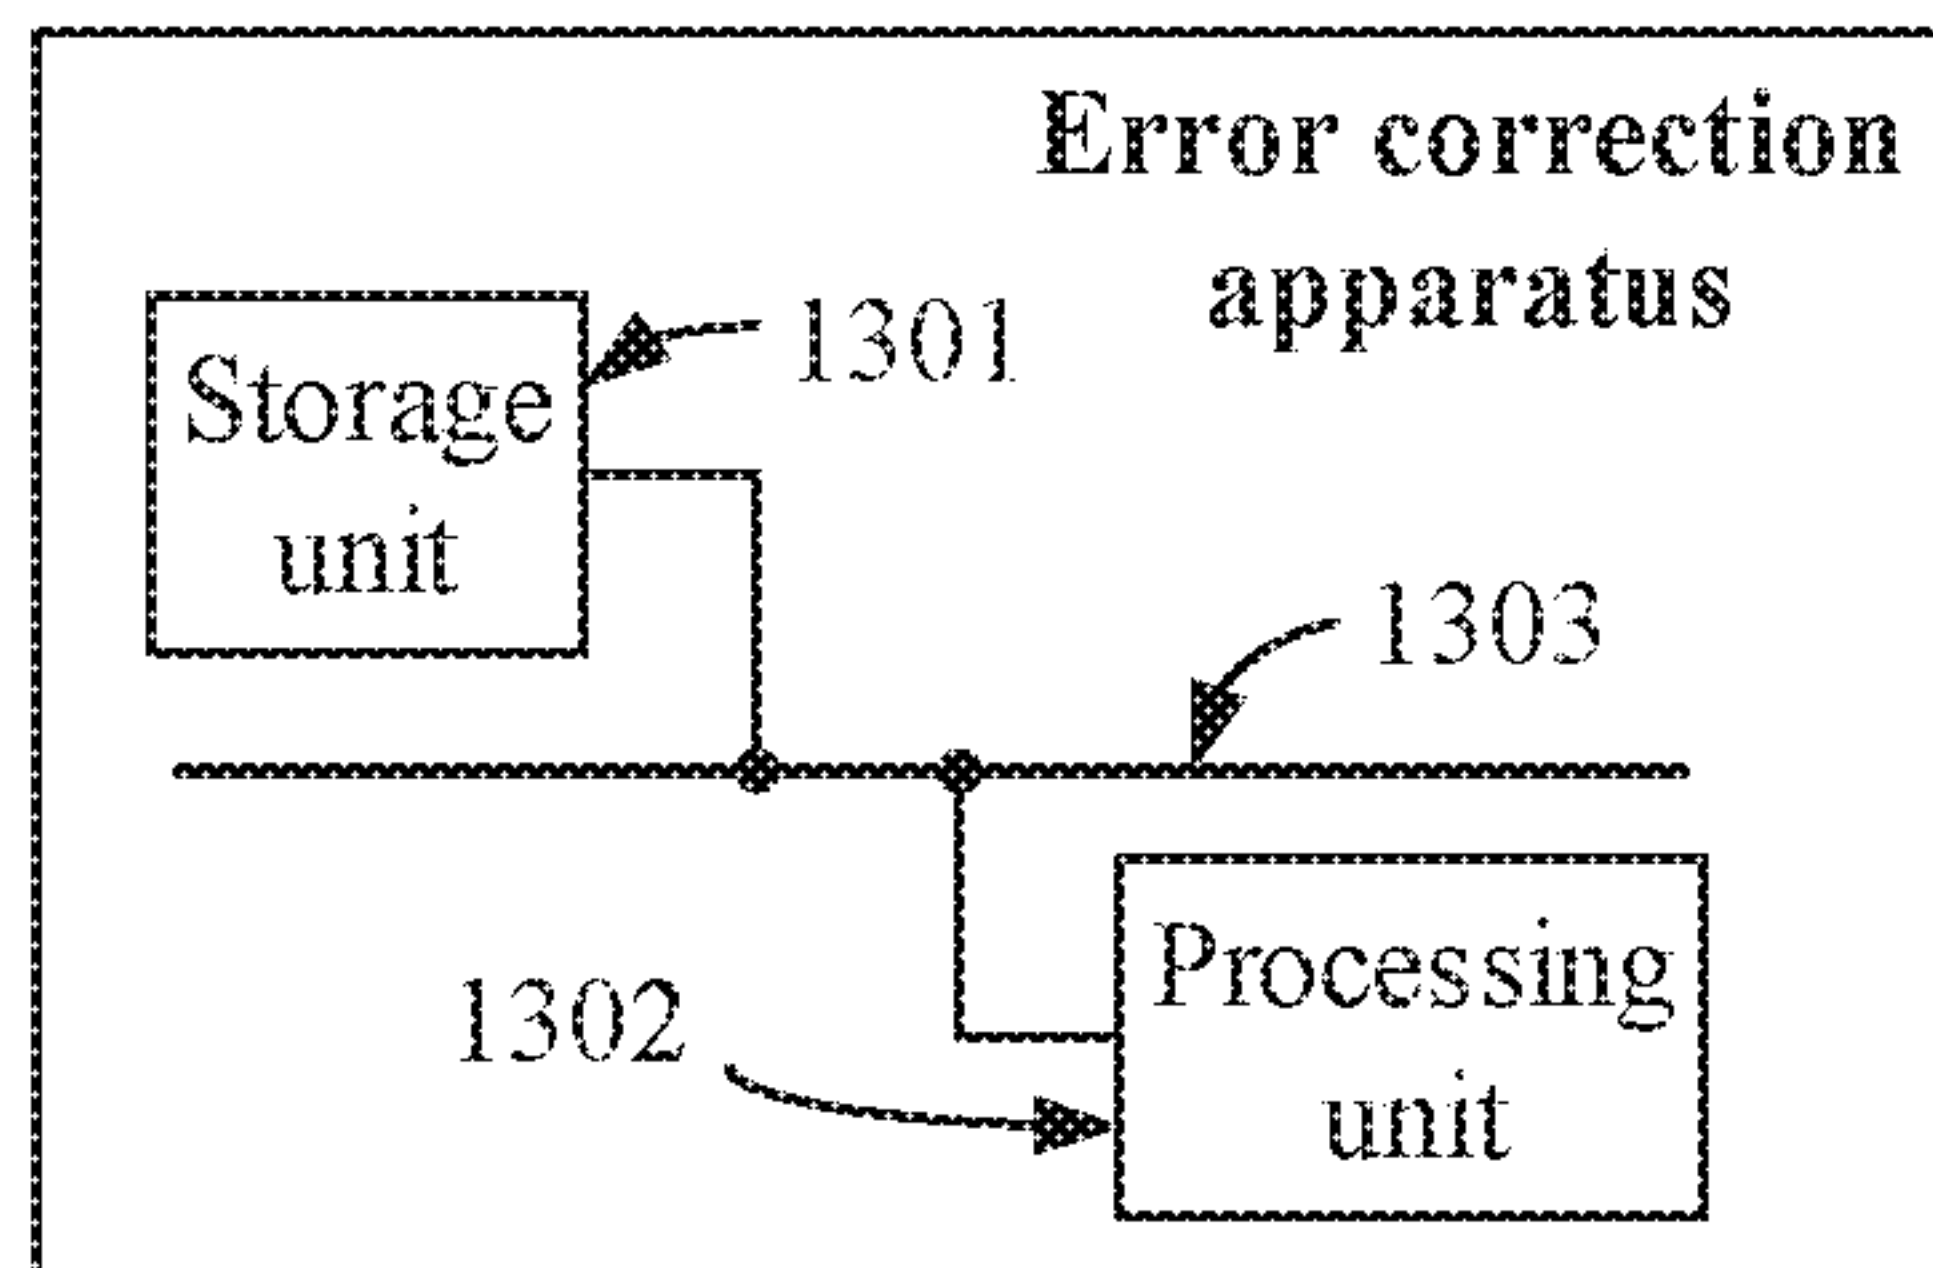 Error correction
apparatus
1301
Storage
unit
1303
1302
Processing
unit